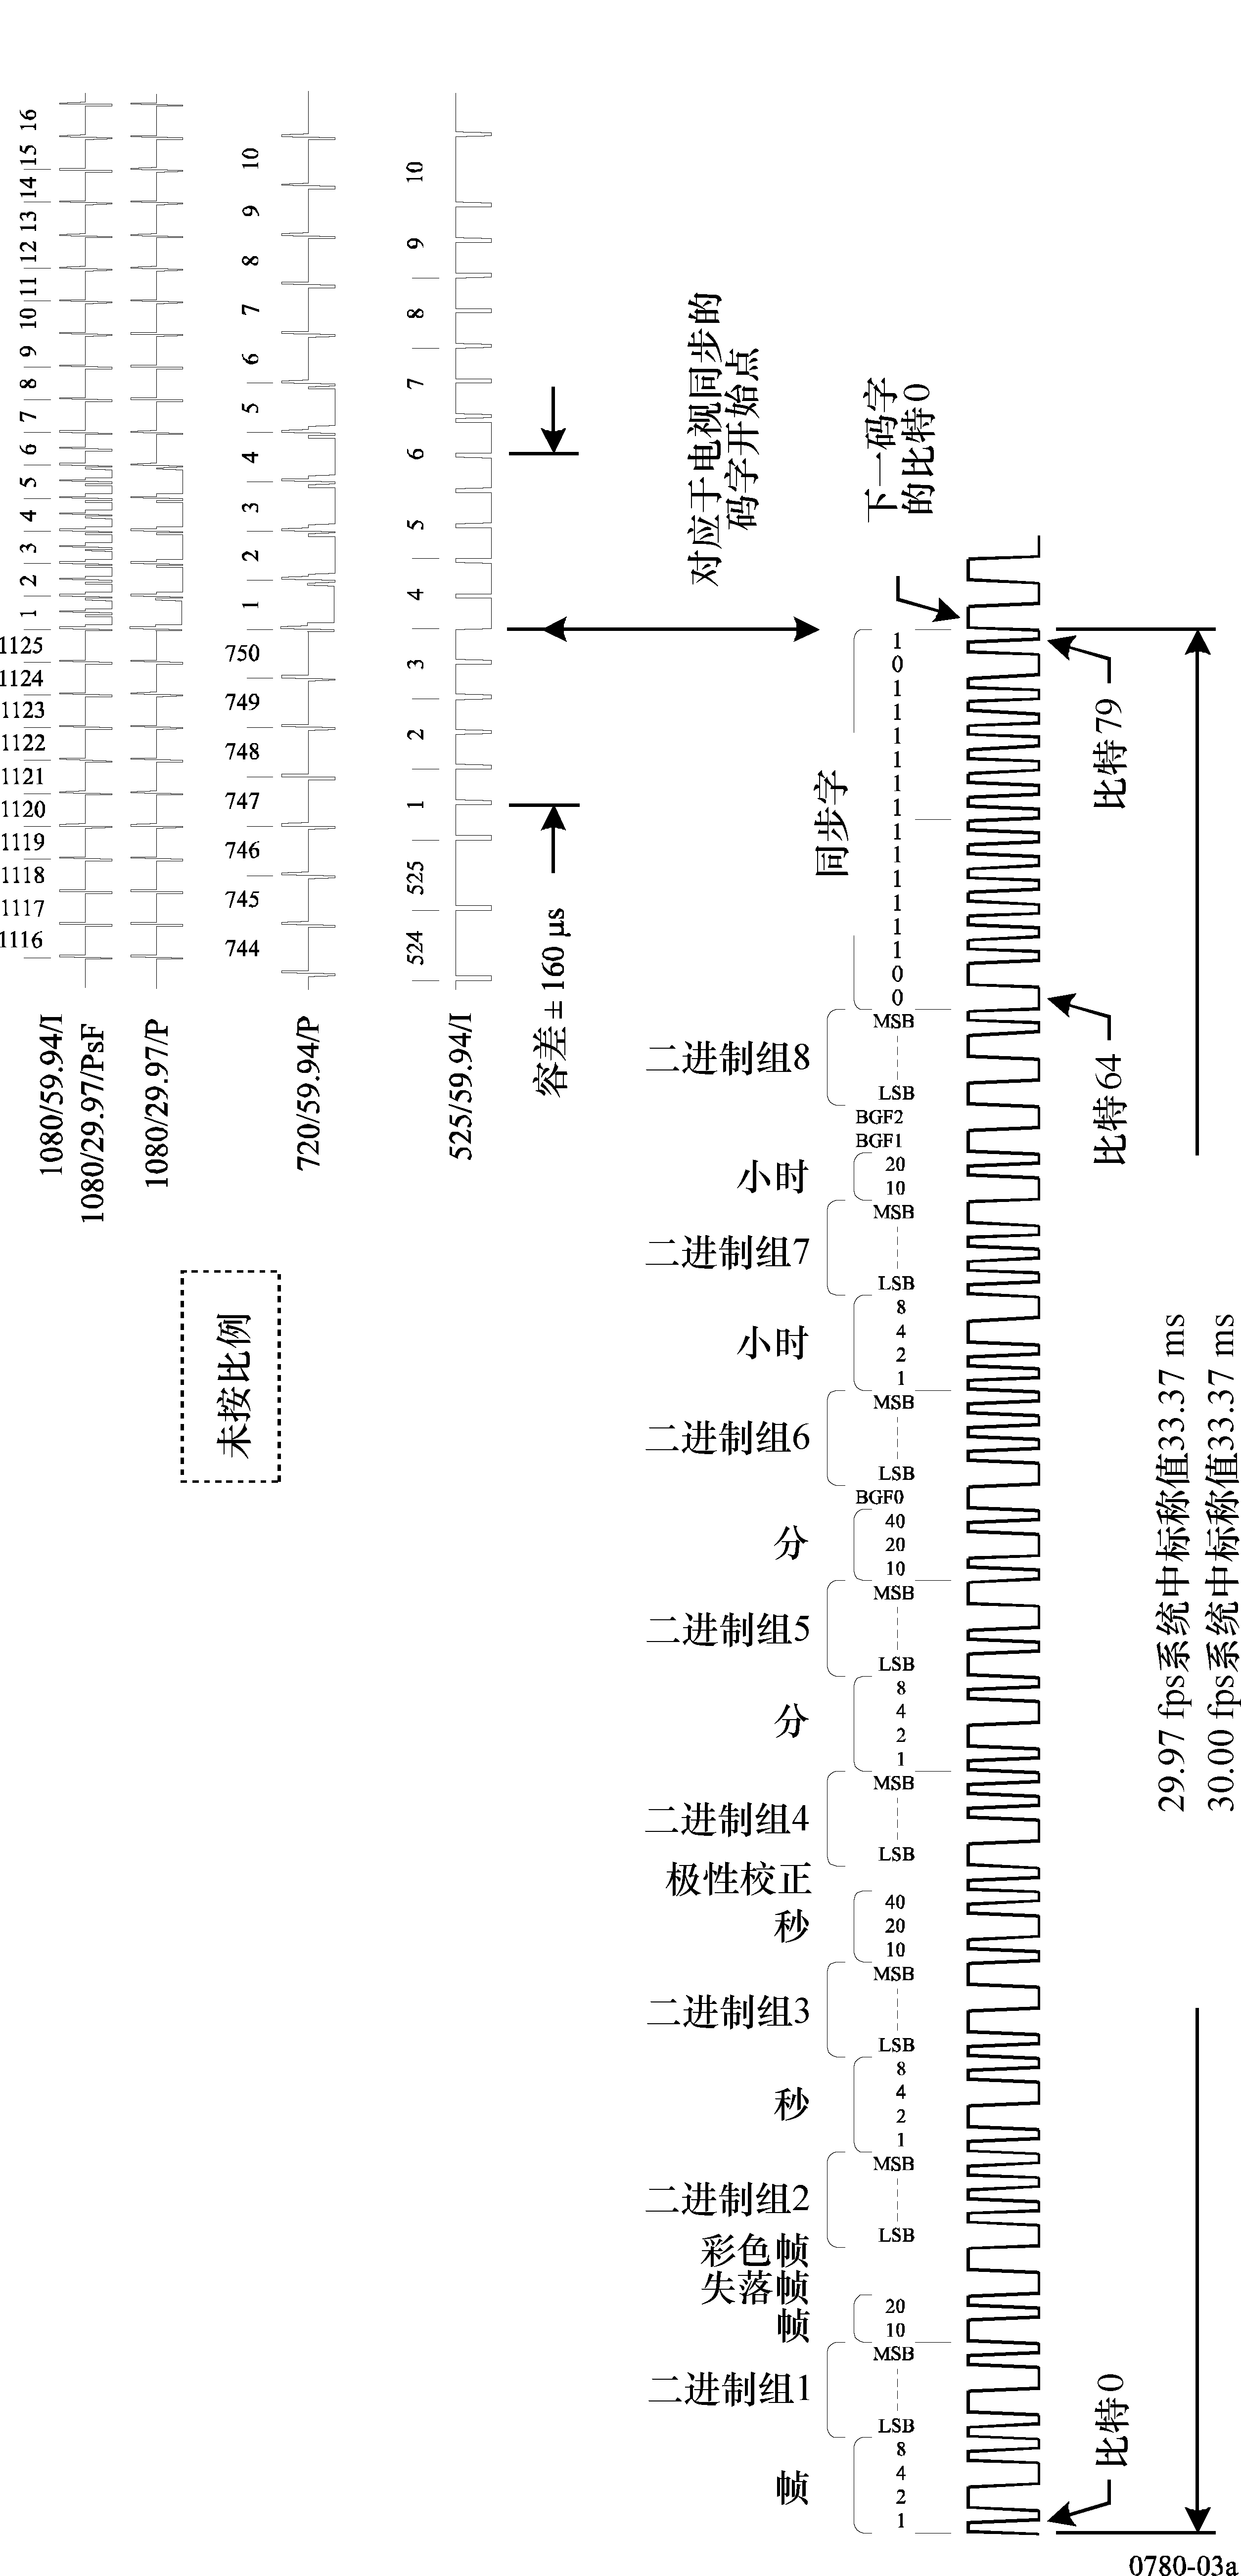 1116 1117 1118 1119 1120 1121 1122 1123 1124 1125 1 2 3 4 5 6 7 8 9 10 11 12 13 14 15 16
1080/59.94/I
1080/29.97/PsF
1080/29.97/P
未按比例
744 745 746 747 748 749 750 1 2 3 4 5 6 7 8 9 10
720/59.94/P
524 525 1 2 3 4 5 6 7 8 9 10
525/59.94/I
容差± 160 μs
对应于电视同步的
码字开始点
帧 二进制组1 帧 失落帧 彩色帧 二进制组2 秒 二进制组3 秒 极性校正 二进制组4 分 二进制组5 分 二进制组6 小时 二进制组7 小时 二进制组8 同步字
下一码字
的比特0
1 2 4 8 LSB MSB 10 20 LSB MSB 1 2 4 8 LSB MSB 10 20 40 LSB MSB 1 2 4 8 LSB MSB 10 20 40 BGF0 LSB MSB 1 2 4 8 LSB MSB 10 20 BGF1 BGF2 LSB MSB 0 0 1 1 1 1 1 1 1 1 1 1 1 1 0 1
比特0 比特64 比特79
29.97 fps系统中标称值33.37 ms
30.00 fps系统中标称值33.37 ms
0780-03a